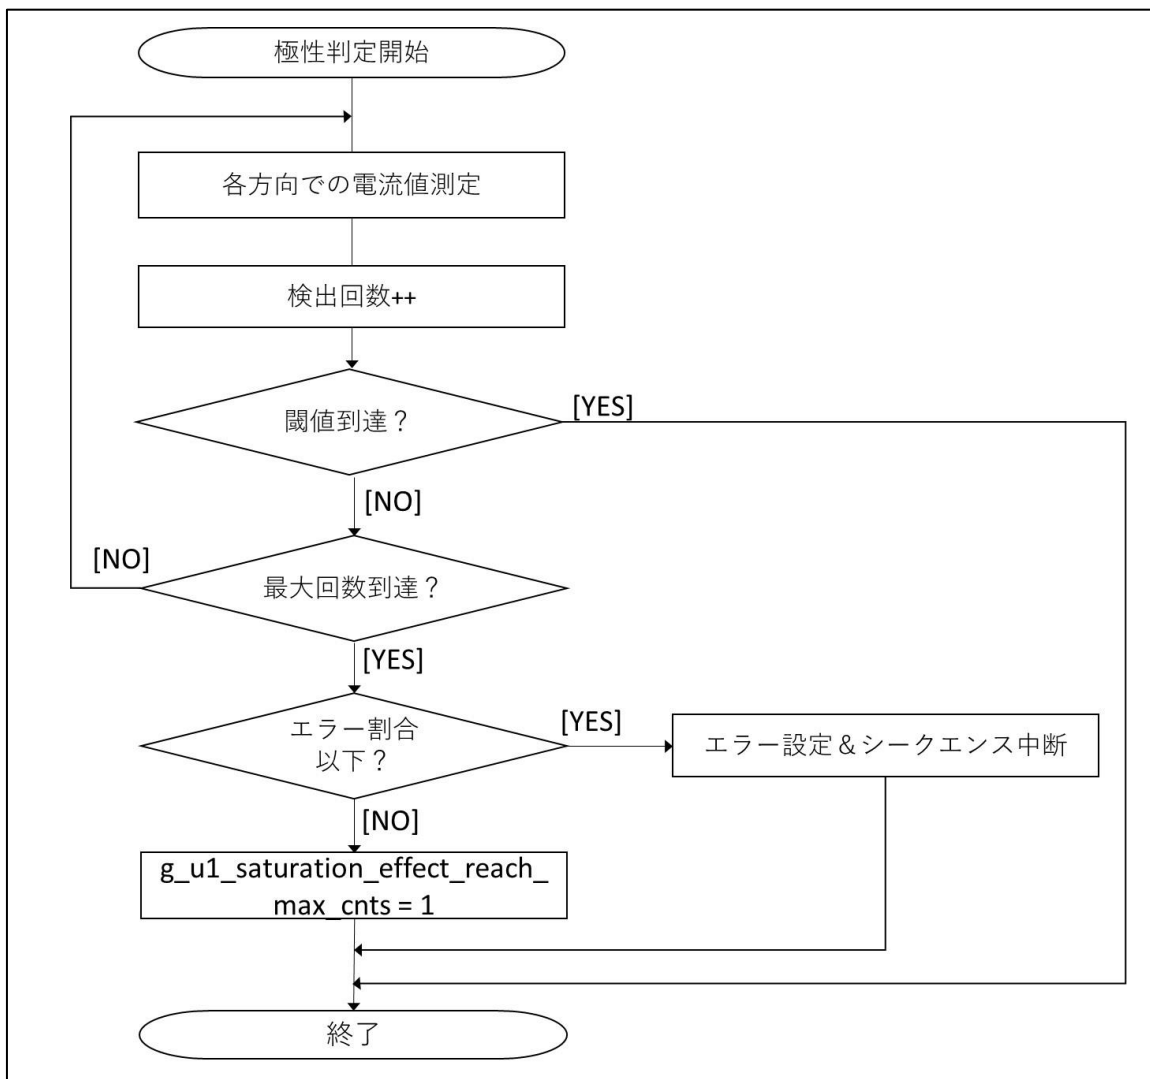 極性判定開始
各方向での電流値測定
検出回数++
閾値到達？
[YES]
[NO]
[NO]
最大回数到達？
[YES]
エラー割合
以下？
[YES]
エラー設定＆シークエンス中断
[NO]
g_u1_saturation_effect_reach_
max_cnts = 1
終了